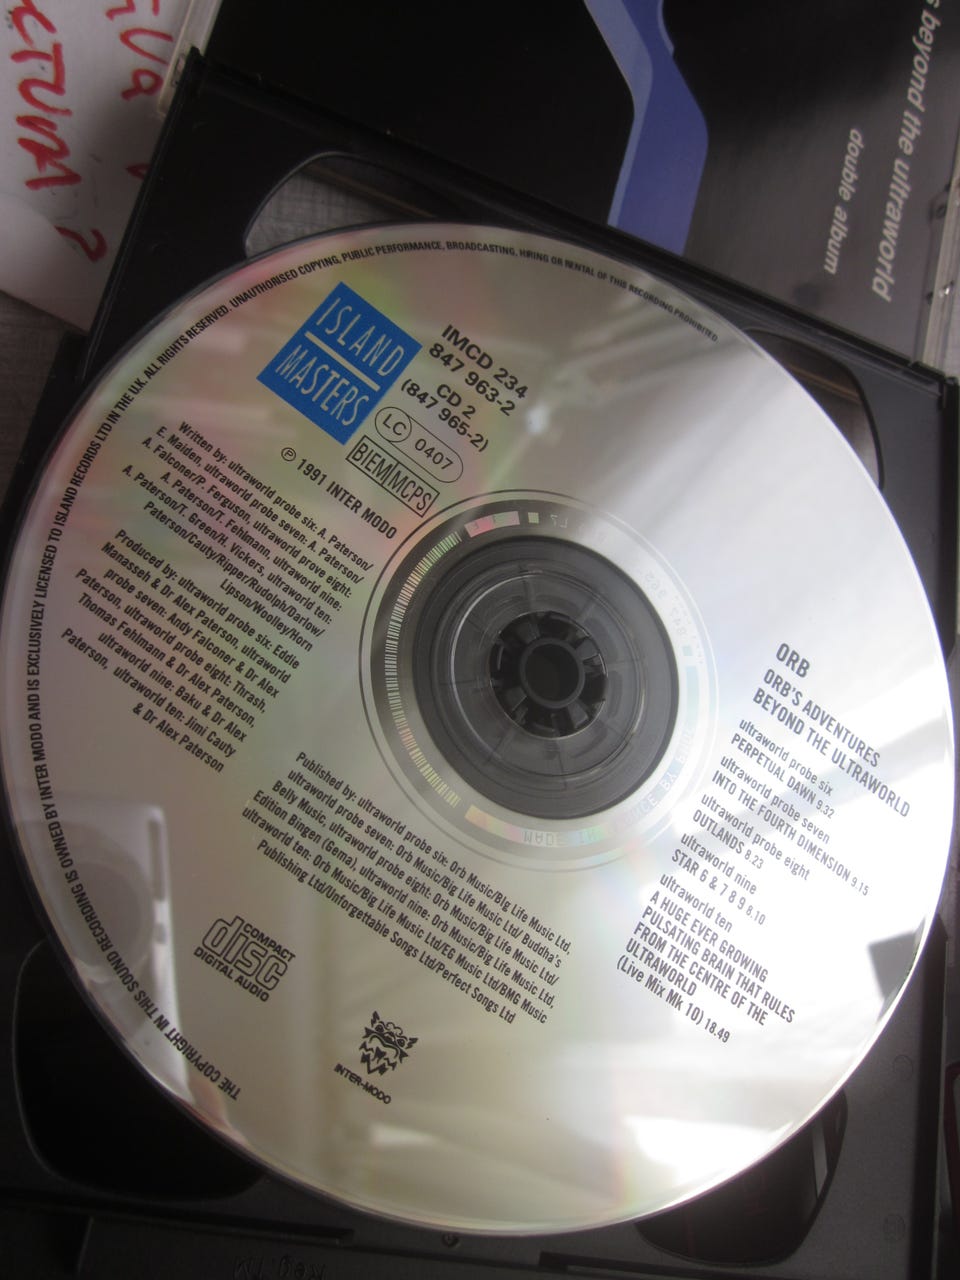 s beyond the ultraworld
double album
CTURA ?
THE COPYRIGHT IN THIS SOUND RECORDING IS OWNED BY INTER MODO AND IS EXCLUSIVELY LICENSED TO ISLAND RECORDS LTD IN THE U.K. ALL RIGHTS RESERVED. UNAUTHORISED COPYING, PUBLIC PERFORMANCE, BROADCASTING, HIRING OR RENTAL OF THIS RECORDING PROHIBITED
ISLAND
MASTERS
IMCD 234
847 963-2
CD 2
(847 965-2)
LC 0407
BIEM/MCPS
℗ 1991 INTER MODO
Written by: ultraworld probe six: A. Paterson/
E. Maiden, ultraworld probe seven: A. Paterson/
A. Falconer/P. Ferguson, ultraworld prove eight:
A. Paterson/T. Fehlmann, ultraworld nine:
A. Paterson/T. Green/H. Vickers, ultraworld ten:
Paterson/Cauty/Ripper/Rudolph/Darlow/
Lipson/Woolley/Horn
Produced by: ultraworld probe six: Eddie
Manasseh & Dr Alex Paterson, ultraworld
probe seven: Andy Falconer & Dr Alex
Paterson, ultraworld probe eight: Thrash,
Thomas Fehlmann & Dr Alex Paterson,
ultraworld nine: Baku & Dr Alex
Paterson, ultraworld ten: Jimi Cauty
& Dr Alex Paterson
Published by: ultraworld probe six: Orb Music/Big Life Music Ltd,
ultraworld probe seven: Orb Music/Big Life Music Ltd/ Buddha's
Belly Music, ultraworld probe eight: Orb Music/Big Life Music Ltd/
Edition Bingen (Gema), ultraworld nine: Orb Music/Big Life Music Ltd,
ultraworld ten: Orb Music/Big Life Music Ltd/EG Music Ltd/BMG Music
Publishing Ltd/Unforgettable Songs Ltd/Perfect Songs Ltd
COMPACT
disc
DIGITAL AUDIO
INTER-MODO
ORB
ORB'S ADVENTURES
BEYOND THE ULTRAWORLD
ultraworld probe six
PERPETUAL DAWN 9.32
ultraworld probe seven
INTO THE FOURTH DIMENSION 9.15
ultraworld probe eight
OUTLANDS 8.23
ultraworld nine
STAR 6 & 7 8 9 8.10
ultraworld ten
A HUGE EVER GROWING
PULSATING BRAIN THAT RULES
FROM THE CENTRE OF THE
ULTRAWORLD
(Live Mix Mk 10) 18.49